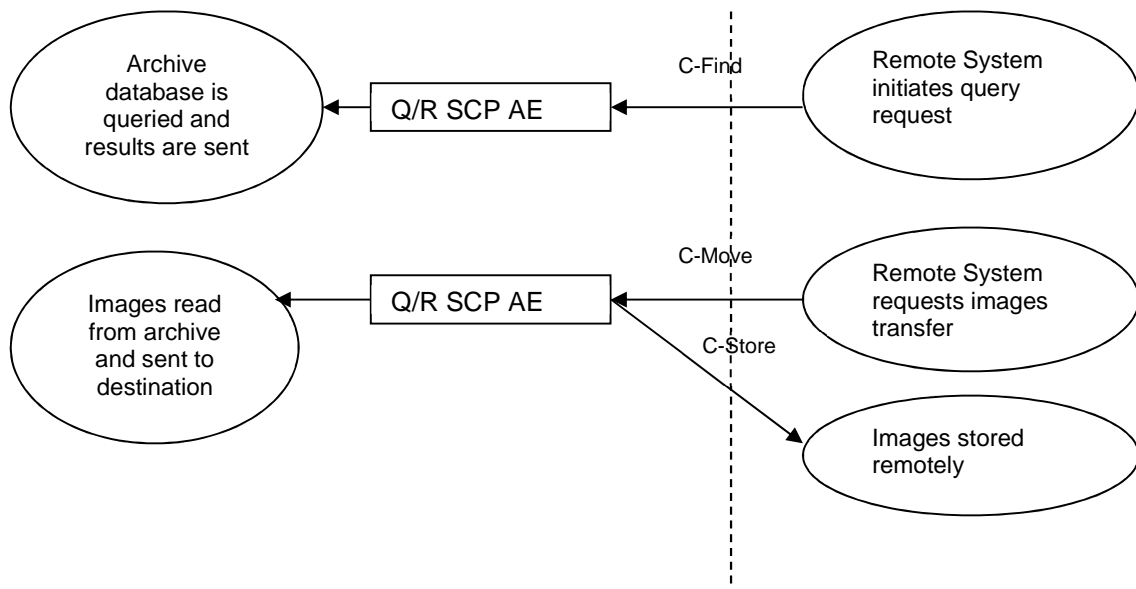 Archive
database is
queried and
results are sent
Q/R SCP AE
C-Find
Remote System
initiates query
request
Images read
from archive
and sent to
destination
Q/R SCP AE
C-Move
C-Store
Remote System
requests images
transfer
Images stored
remotely